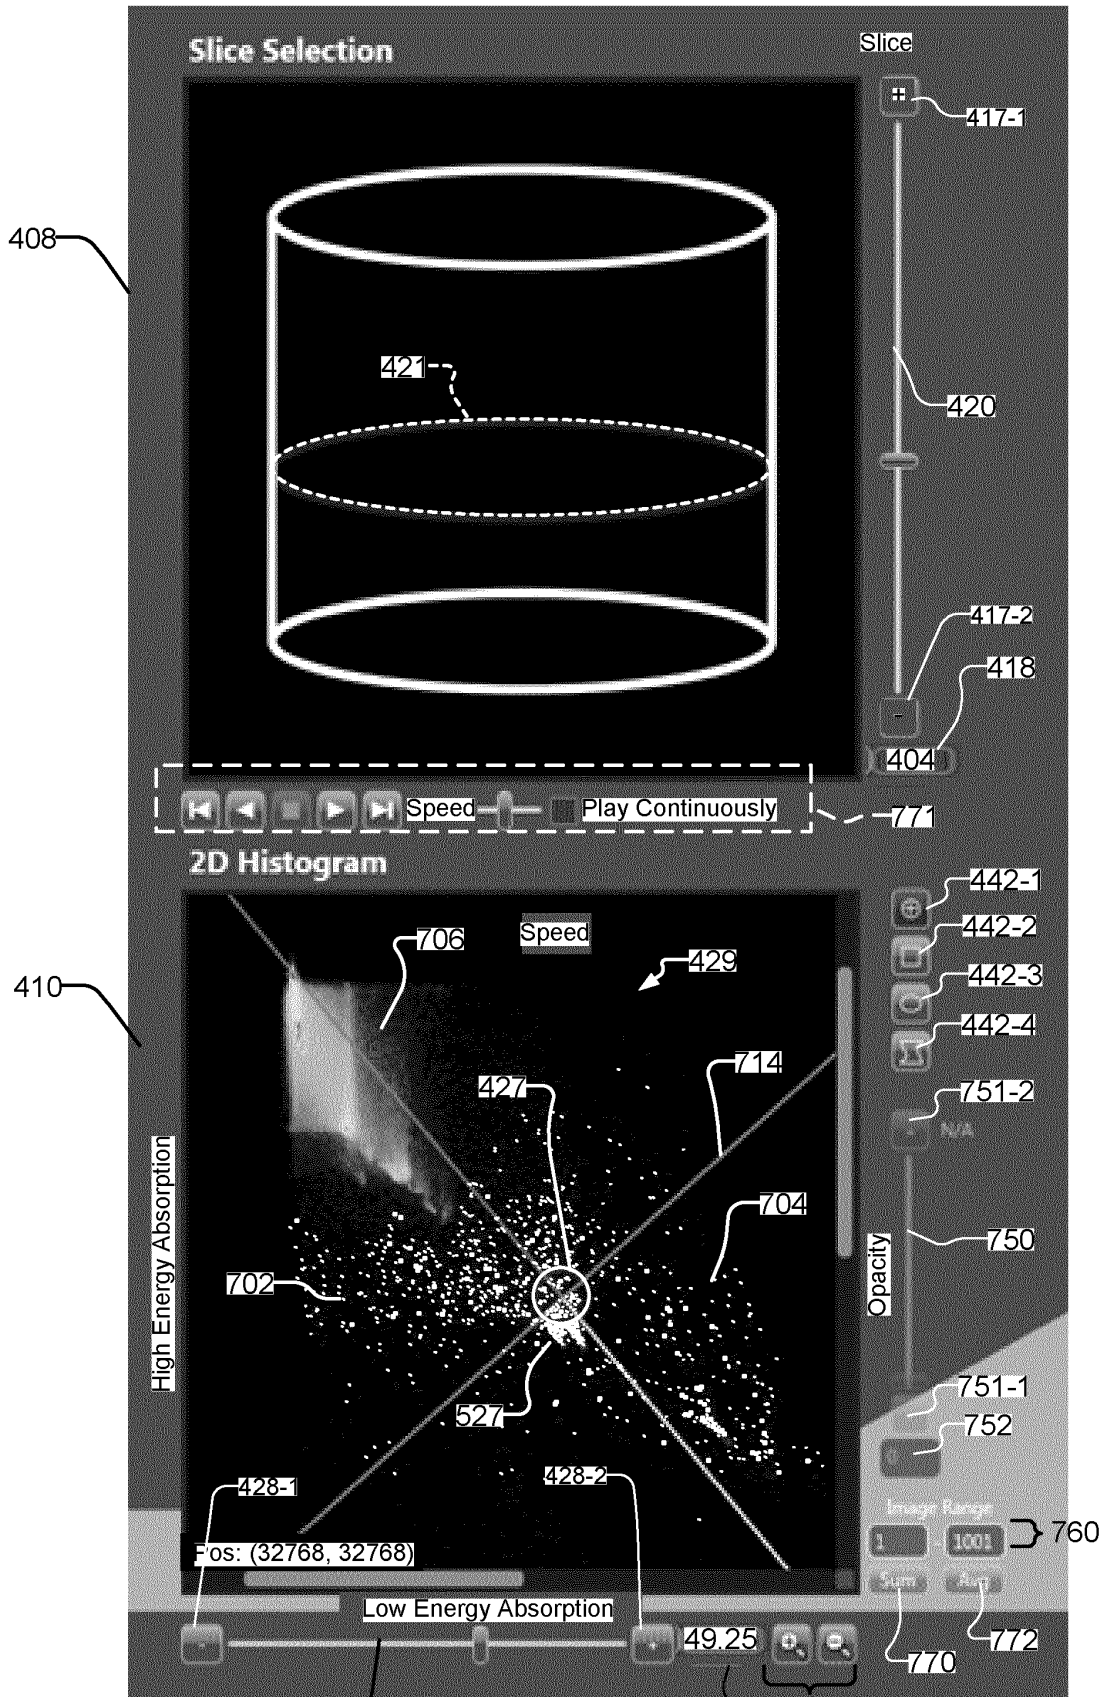 Slice Selection
Slice
417-1
408
421
420
417-2
418
404
Speed
Play Continuously
771
2D Histogram
442-1
706
Speed
442-2
429
442-3
410
442-4
714
427
751-2
N/A
704
High Energy Absorption
750
702
Opacity
751-1
527
752
428-1
428-2
Image Range
1 - 1001
760
Pos: (32768, 32768)
Sum
Avg
Low Energy Absorption
49.25
772
770